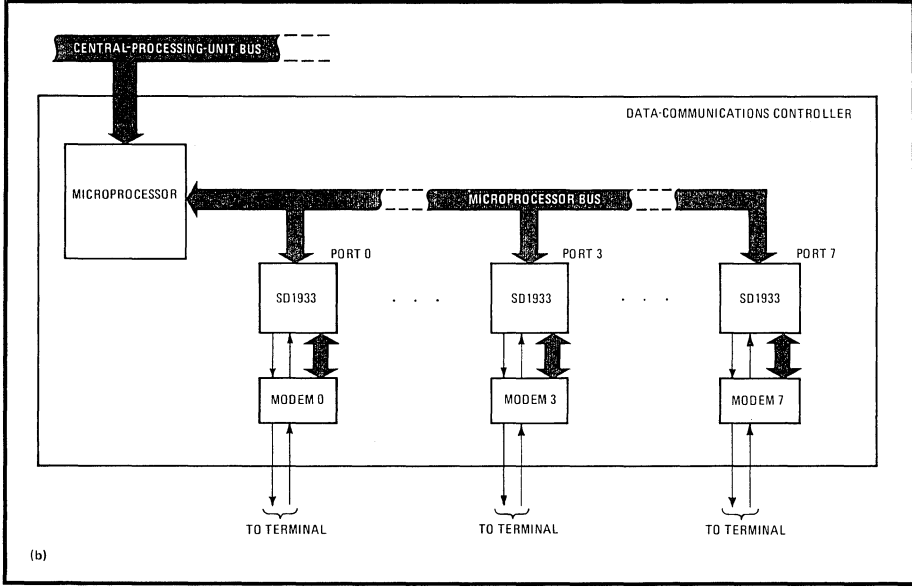 CENTRAL-PROCESSING-UNIT BUS
DATA-COMMUNICATIONS CONTROLLER
MICROPROCESSOR
MICROPROCESSOR BUS
PORT 0
PORT 3
PORT 7
SD1933
. . .
SD1933
. . .
SD1933
MODEM 0
MODEM 3
MODEM 7
TO TERMINAL
TO TERMINAL
TO TERMINAL
(b)